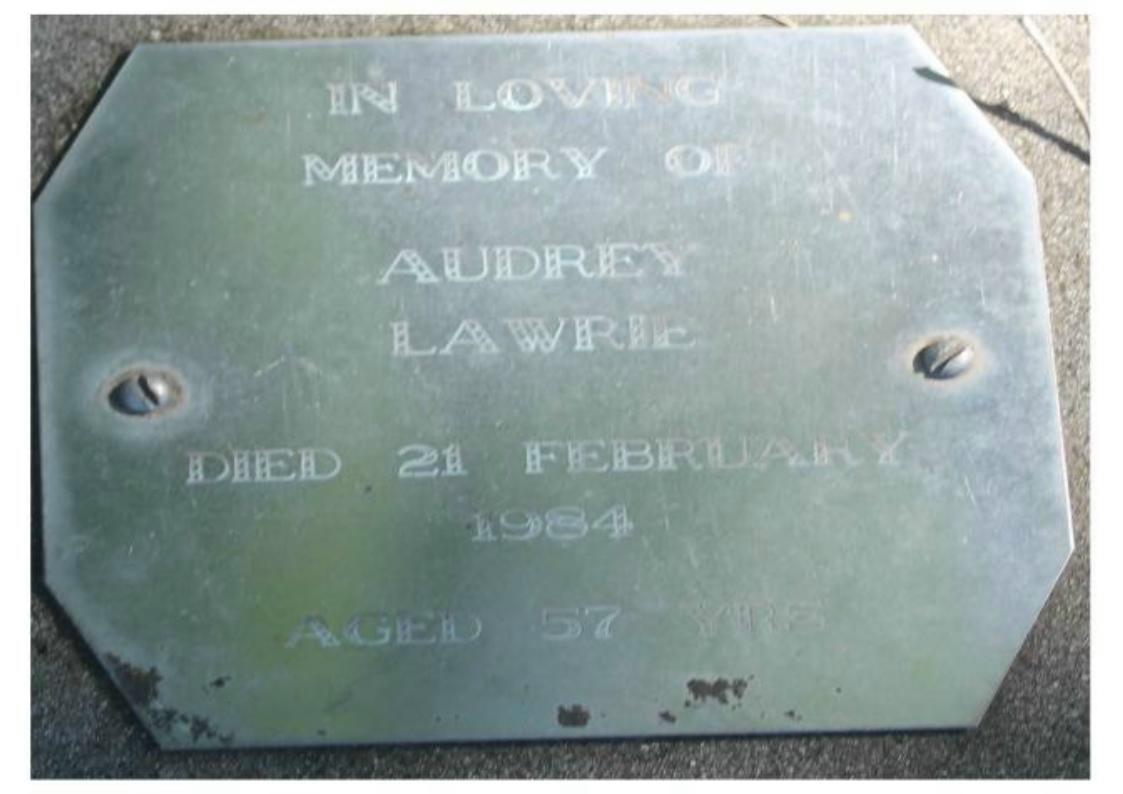 IN LOVING
MEMORY OF
AUDREY
LAWRIE
DIED 21 FEBRUARY
1984
AGED 57 YRS